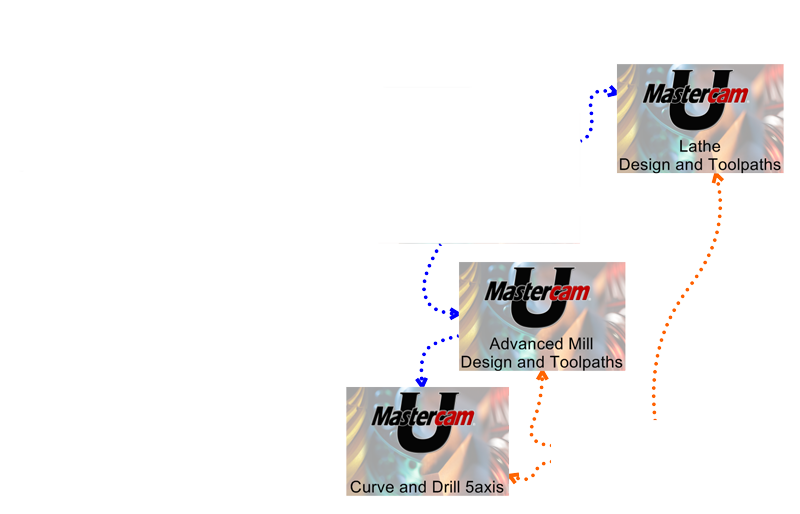 U
Mastercam
Lathe
Design and Toolpaths
U
Mastercam
Advanced Mill
Design and Toolpaths
U
Mastercam
Curve and Drill 5axis